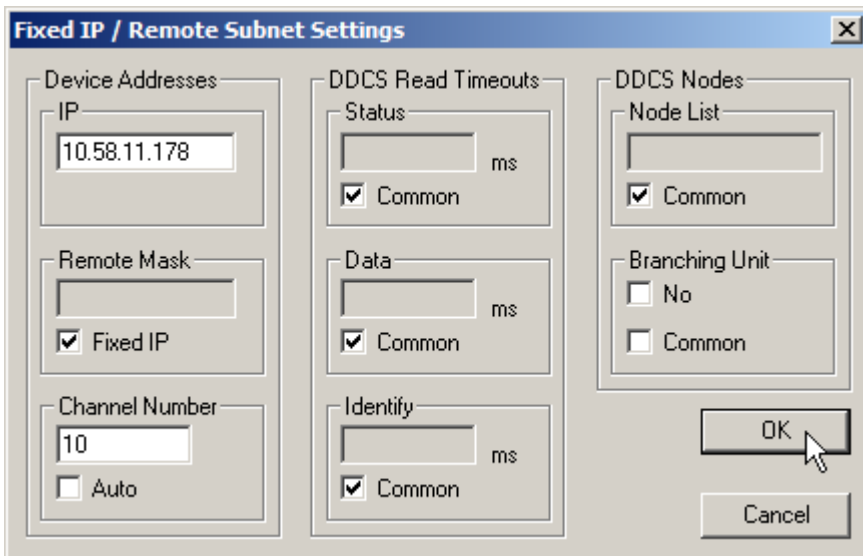 Fixed IP / Remote Subnet Settings
Device Addresses
IP
10.58.11.178
Remote Mask
Fixed IP
Channel Number
10
Auto
DDCS Read Timeouts
Status
ms
Common
Data
ms
Common
Identify
ms
Common
DDCS Nodes
Node List
Common
Branching Unit
No
Common
OK
Cancel